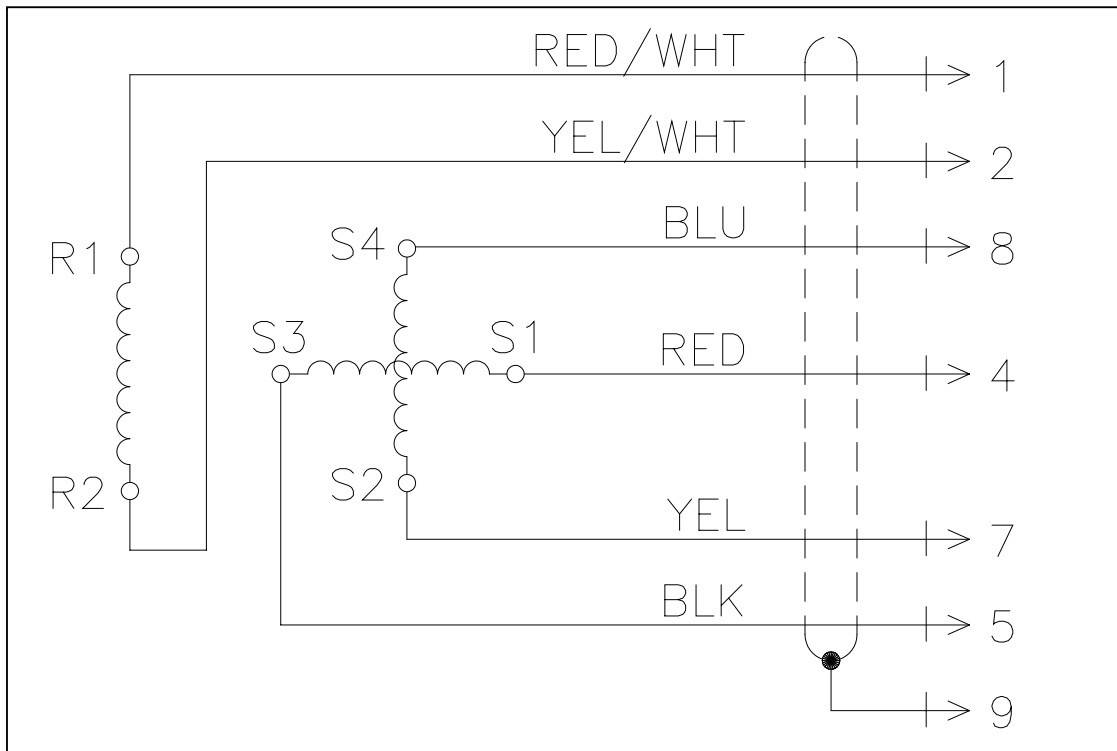 RED/WHT 1
YEL/WHT 2
BLU 8
R1 S4
S3 S1 RED 4
R2 S2
YEL 7
BLK 5
9